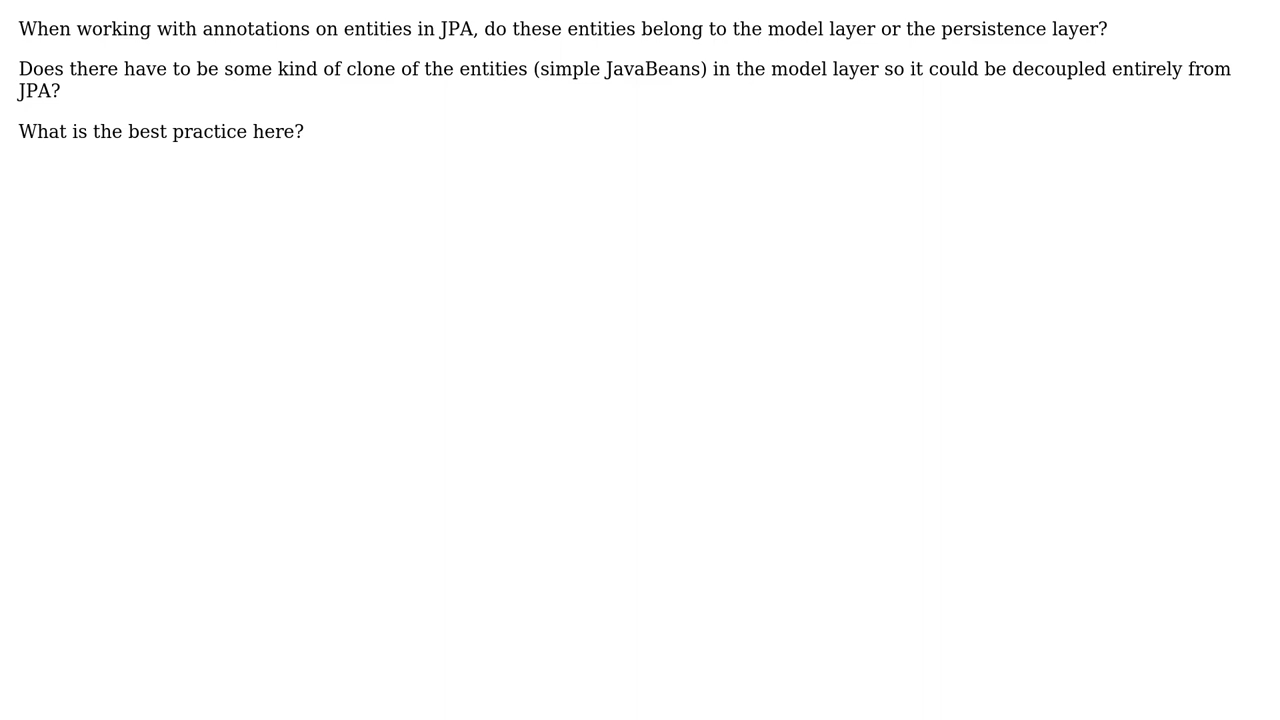 When working with annotations on entities in JPA, do these entities belong to the model layer or the persistence layer?
Does there have to be some kind of clone of the entities (simple JavaBeans) in the model layer so it could be decoupled entirely from
JPA?
What is the best practice here?